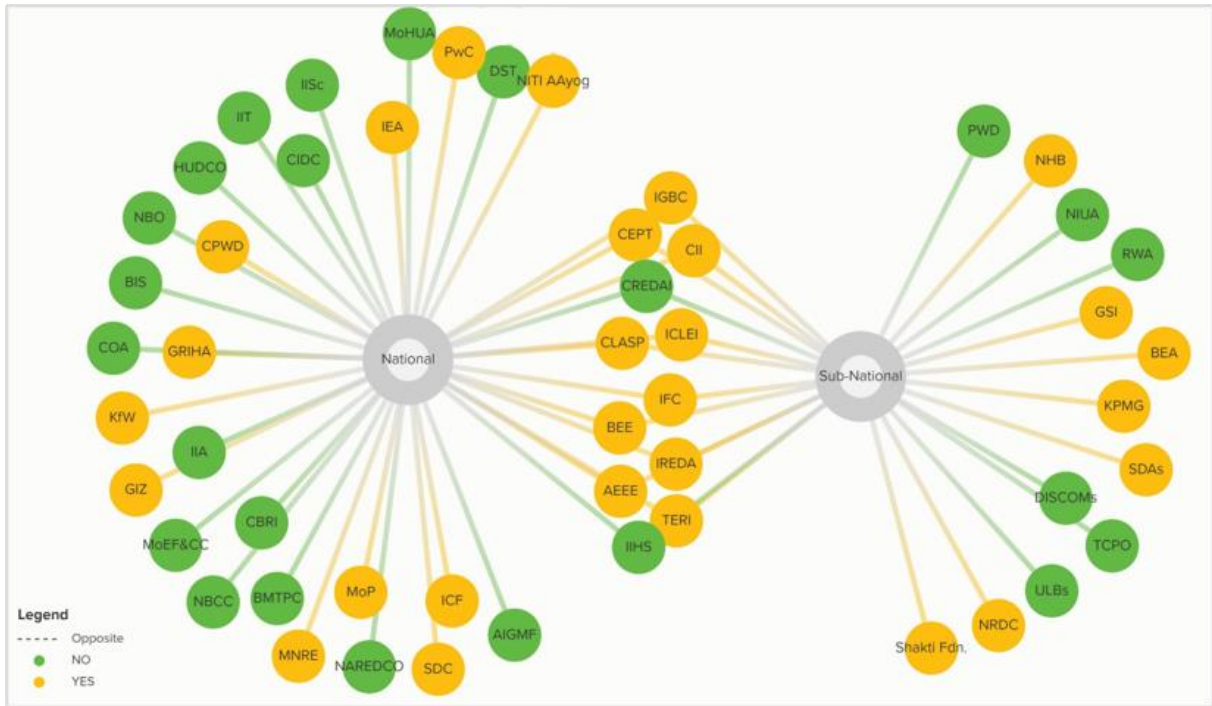 MoHUA
PwC
DST
NITI AAyog
IISc
IIT
IEA
CIDC
HUDCO
NBO
CPWD
BIS
COA
GRIHA
National
KfW
IIA
GIZ
CBRI
MoEF&CC
NBCC
BMTPC
MoP
ICF
MNRE
NAREDCO
SDC
AIGMF
IGBC
CEPT
CII
CREDAI
CLASP
ICLEI
IFC
BEE
IREDA
AEEE
TERI
IIHS
PWD
NHB
NIUA
RWA
GSI
BEA
Sub-National
KPMG
SDAs
DISCOMs
TCPO
ULBs
NRDC
Shakti Fdn.
Legend
Opposite
NO
YES